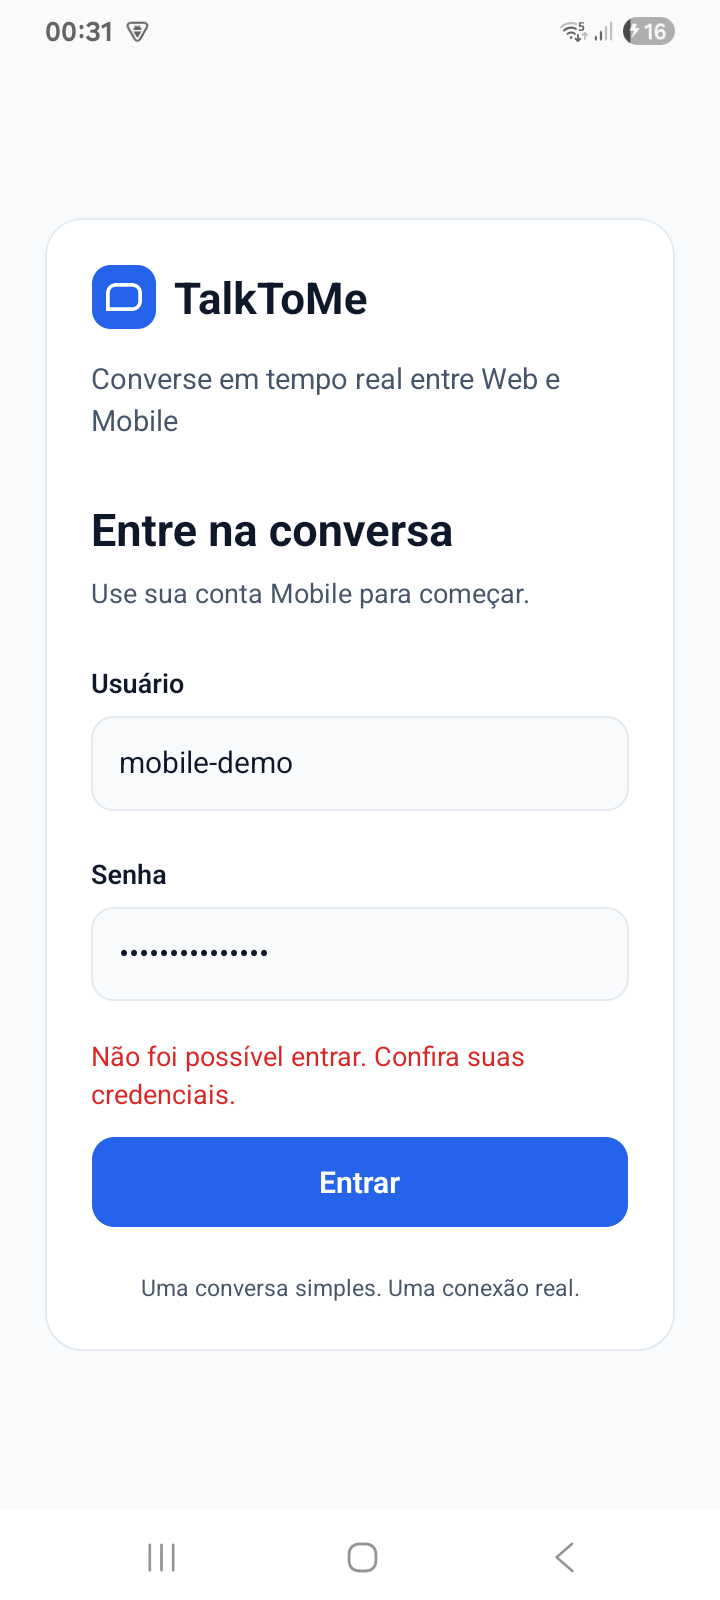 00:31
5
16
TalkToMe
Converse em tempo real entre Web e
Mobile
Entre na conversa
Use sua conta Mobile para começar.
Usuário
mobile-demo
Senha
•••••••••••••••
Não foi possível entrar. Confira suas
credenciais.
Entrar
Uma conversa simples. Uma conexão real.